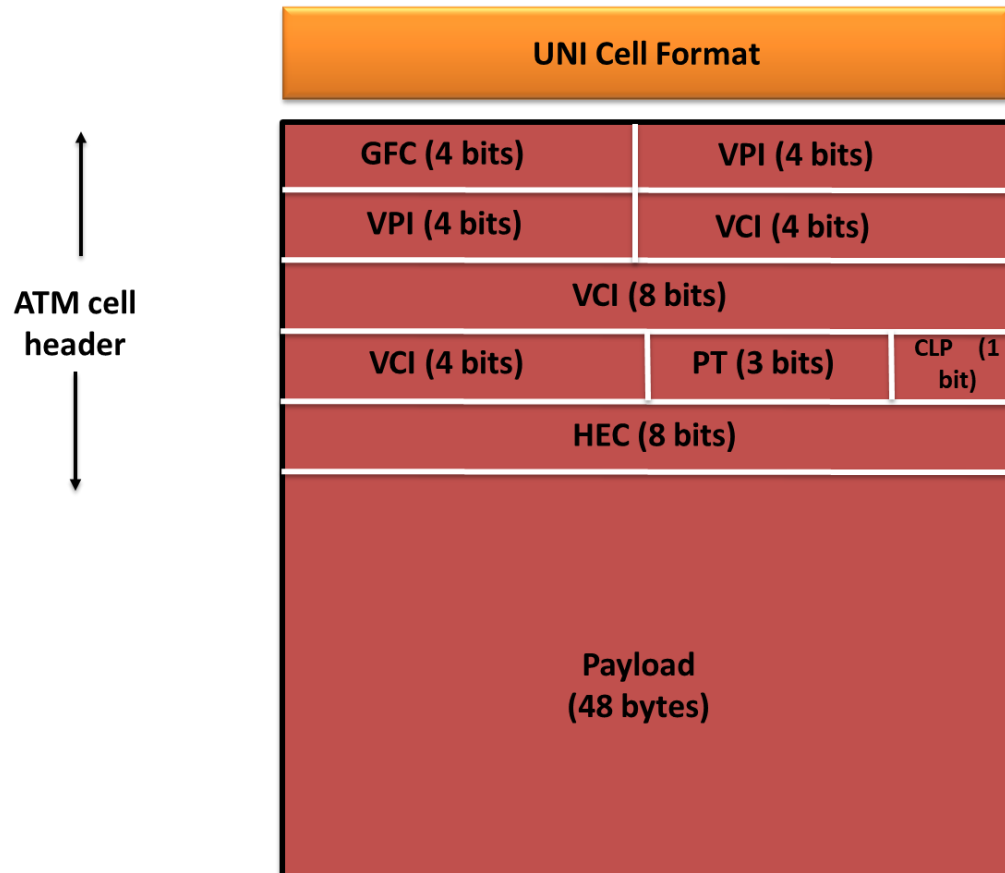 UNI Cell Format
GFC (4 bits)
VPI (4 bits)
VPI (4 bits)
VCI (4 bits)
ATM cell
header
VCI (8 bits)
VCI (4 bits)
PT (3 bits)
CLP (1
bit)
HEC (8 bits)
Payload
(48 bytes)